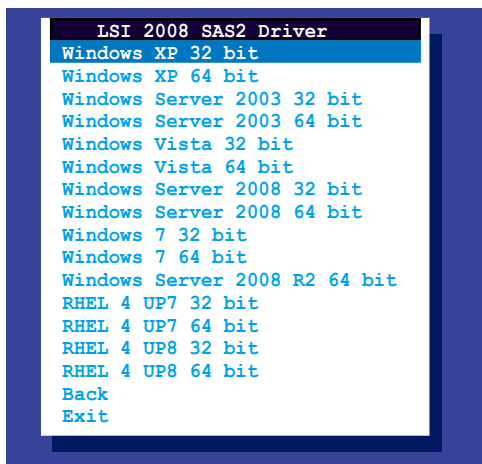 LSI 2008 SAS2 Driver
Windows XP 32 bit
Windows XP 64 bit
Windows Server 2003 32 bit
Windows Server 2003 64 bit
Windows Vista 32 bit
Windows Vista 64 bit
Windows Server 2008 32 bit
Windows Server 2008 64 bit
Windows 7 32 bit
Windows 7 64 bit
Windows Server 2008 R2 64 bit
RHEL 4 UP7 32 bit
RHEL 4 UP7 64 bit
RHEL 4 UP8 32 bit
RHEL 4 UP8 64 bit
Back
Exit